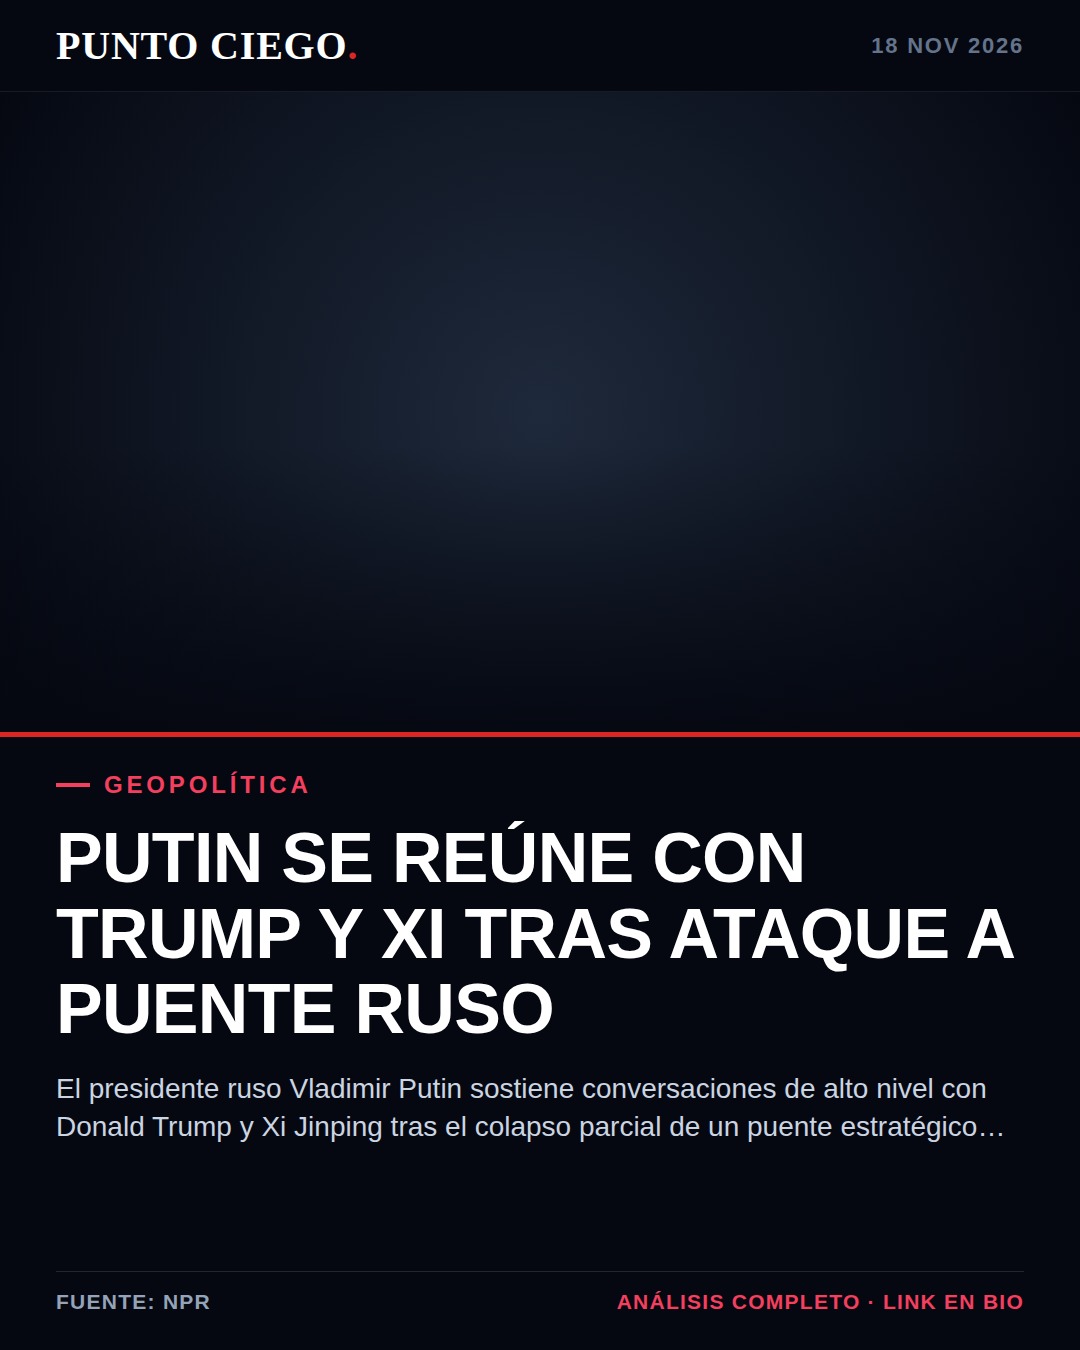 PUNTO CIEGO.
18 NOV 2026
GEOPOLÍTICA
PUTIN SE REÚNE CON
TRUMP Y XI TRAS ATAQUE A
PUENTE RUSO
El presidente ruso Vladimir Putin sostiene conversaciones de alto nivel con
Donald Trump y Xi Jinping tras el colapso parcial de un puente estratégico…
FUENTE: NPR
ANÁLISIS COMPLETO · LINK EN BIO